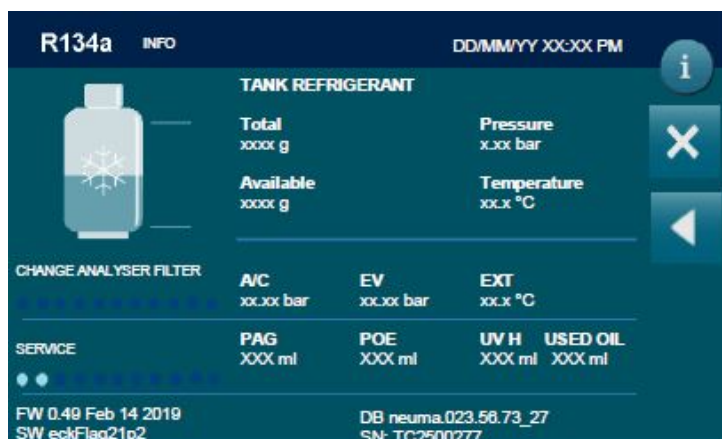 R134a INFO DD/MM/YY XX:XX PM
i
TANK REFRIGERANT
Total Pressure
xxxx g x.xx bar
Available Temperature
xxxx g xx.x °C
CHANGE ANALYSER FILTER
A/C EV EXT
xx.xx bar xx.xx bar xx.x °C
SERVICE
PAG POE UV H USED OIL
XXX ml XXX ml XXX ml XXX ml
FW 0.49 Feb 14 2019 DB neuma.023.56.73_27
SW eckFlag21p2 SN: TC2500277